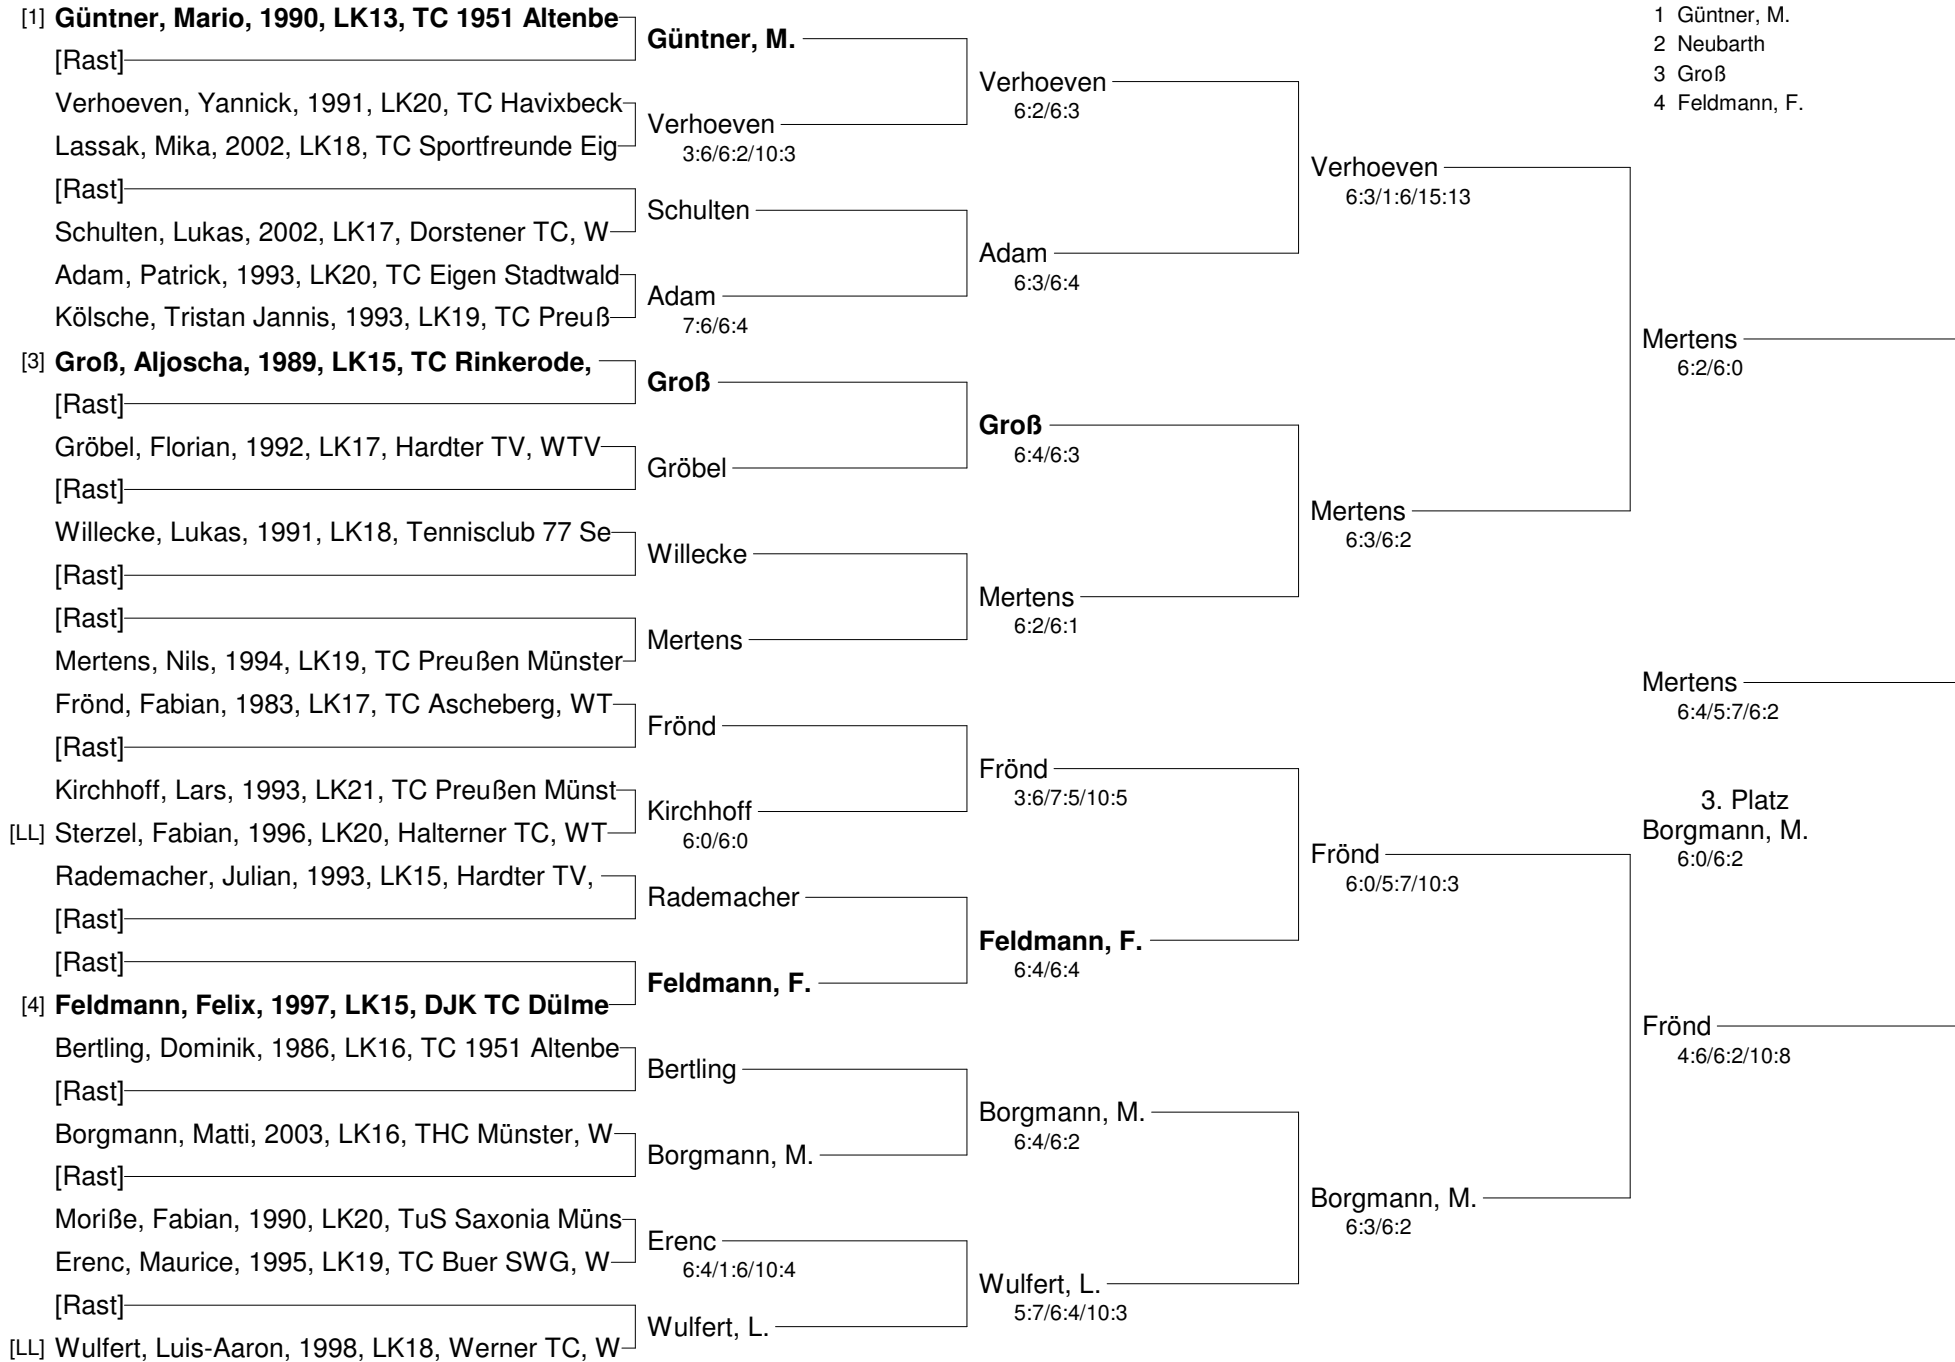 [1] Güntner, Mario, 1990, LK13, TC 1951 Altenbe
[Rast]
Verhoeven, Yannick, 1991, LK20, TC Havixbeck
Lassak, Mika, 2002, LK18, TC Sportfreunde Eig
[Rast]
Schulten, Lukas, 2002, LK17, Dorstener TC, W
Adam, Patrick, 1993, LK20, TC Eigen Stadtwald
Kölsche, Tristan Jannis, 1993, LK19, TC Preuß
[3] Groß, Aljoscha, 1989, LK15, TC Rinkerode,
[Rast]
Gröbel, Florian, 1992, LK17, Hardter TV, WTV
[Rast]
Willecke, Lukas, 1991, LK18, Tennisclub 77 Se
[Rast]
[Rast]
Mertens, Nils, 1994, LK19, TC Preußen Münster
Frönd, Fabian, 1983, LK17, TC Ascheberg, WT
[Rast]
Kirchhoff, Lars, 1993, LK21, TC Preußen Münst
[LL] Sterzel, Fabian, 1996, LK20, Halterner TC, WT
Rademacher, Julian, 1993, LK15, Hardter TV,
[Rast]
[Rast]
[4] Feldmann, Felix, 1997, LK15, DJK TC Dülme
Bertling, Dominik, 1986, LK16, TC 1951 Altenbe
[Rast]
Borgmann, Matti, 2003, LK16, THC Münster, W
[Rast]
Moriße, Fabian, 1990, LK20, TuS Saxonia Müns
Erenc, Maurice, 1995, LK19, TC Buer SWG, W
[Rast]
[LL] Wulfert, Luis-Aaron, 1998, LK18, Werner TC, W
Güntner, M.
Verhoeven
3:6/6:2/10:3
Schulten
Adam
7:6/6:4
Groß
Gröbel
Willecke
Mertens
Frönd
Kirchhoff
6:0/6:0
Rademacher
Feldmann, F.
Bertling
Borgmann, M.
Erenc
6:4/1:6/10:4
Wulfert, L.
Verhoeven
6:2/6:3
Adam
6:3/6:4
Groß
6:4/6:3
Mertens
6:2/6:1
Frönd
3:6/7:5/10:5
Feldmann, F.
6:4/6:4
Borgmann, M.
6:4/6:2
Wulfert, L.
5:7/6:4/10:3
Verhoeven
6:3/1:6/15:13
Mertens
6:3/6:2
Frönd
6:0/5:7/10:3
Borgmann, M.
6:3/6:2
1 Güntner, M.
2 Neubarth
3 Groß
4 Feldmann, F.
Mertens
6:2/6:0
Mertens
6:4/5:7/6:2
3. Platz
Borgmann, M.
6:0/6:2
Frönd
4:6/6:2/10:8